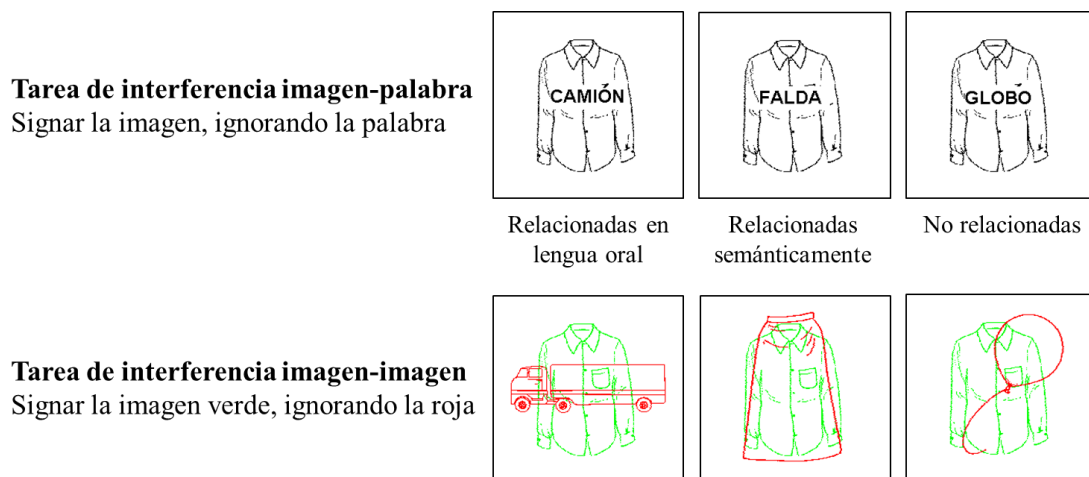 Tarea de interferencia imagen-palabra
Signar la imagen, ignorando la palabra
CAMIÓN
FALDA
GLOBO
Relacionadas en
lengua oral
Relacionadas
semánticamente
No relacionadas
Tarea de interferencia imagen-imagen
Signar la imagen verde, ignorando la roja